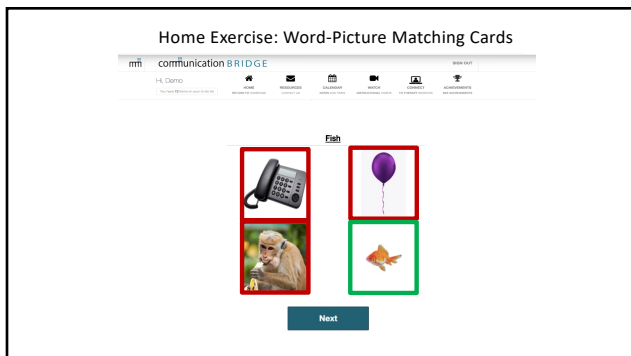 Home Exercise: Word-Picture Matching Cards
communication BRIDGE
SIGN OUT
Hi, Demo
HOME
RESOURCES
CALENDAR
WATCH
CONNECT
ACHIEVEMENTS
Fish
Next